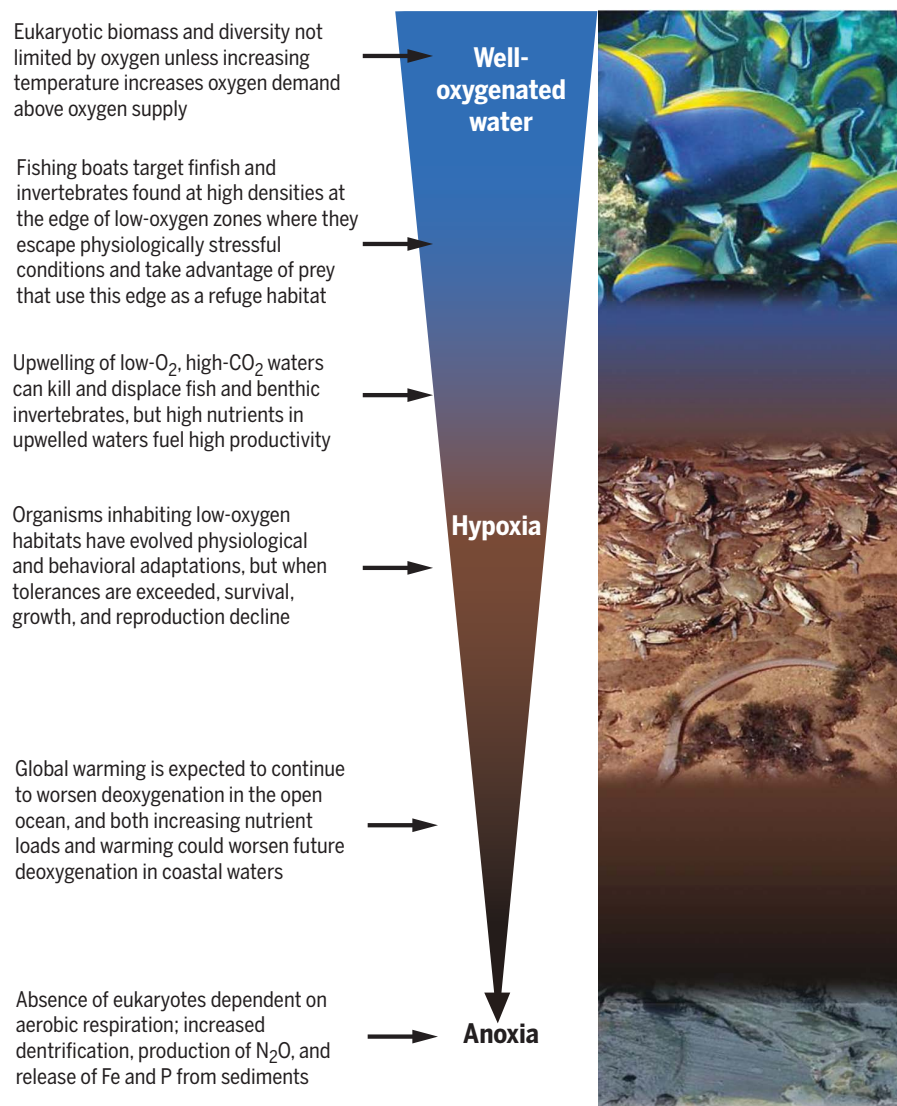 Eukaryotic biomass and diversity not
limited by oxygen unless increasing
temperature increases oxygen demand
above oxygen supply
Well-
oxygenated
water
Fishing boats target finfish and
invertebrates found at high densities at
the edge of low-oxygen zones where they
escape physiologically stressful
conditions and take advantage of prey
that use this edge as a refuge habitat
Upwelling of low-O₂, high-CO₂ waters
can kill and displace fish and benthic
invertebrates, but high nutrients in
upwelled waters fuel high productivity
Organisms inhabiting low-oxygen
habitats have evolved physiological
and behavioral adaptations, but when
tolerances are exceeded, survival,
growth, and reproduction decline
Hypoxia
Global warming is expected to continue
to worsen deoxygenation in the open
ocean, and both increasing nutrient
loads and warming could worsen future
deoxygenation in coastal waters
Absence of eukaryotes dependent on
aerobic respiration; increased
dentrification, production of N₂O, and
release of Fe and P from sediments
Anoxia